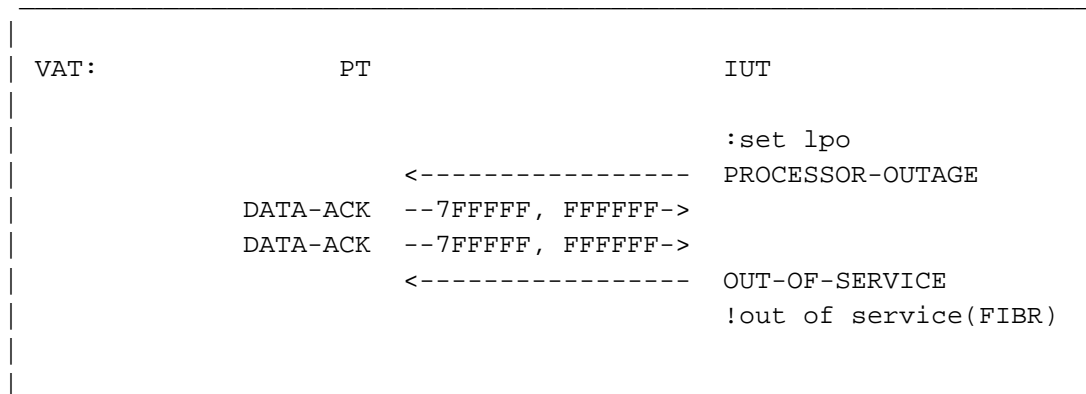 VAT: PT IUT
:set lpo
<----------------- PROCESSOR-OUTAGE
DATA-ACK --7FFFFF, FFFFFF->
DATA-ACK --7FFFFF, FFFFFF->
<----------------- OUT-OF-SERVICE
!out of service(FIBR)